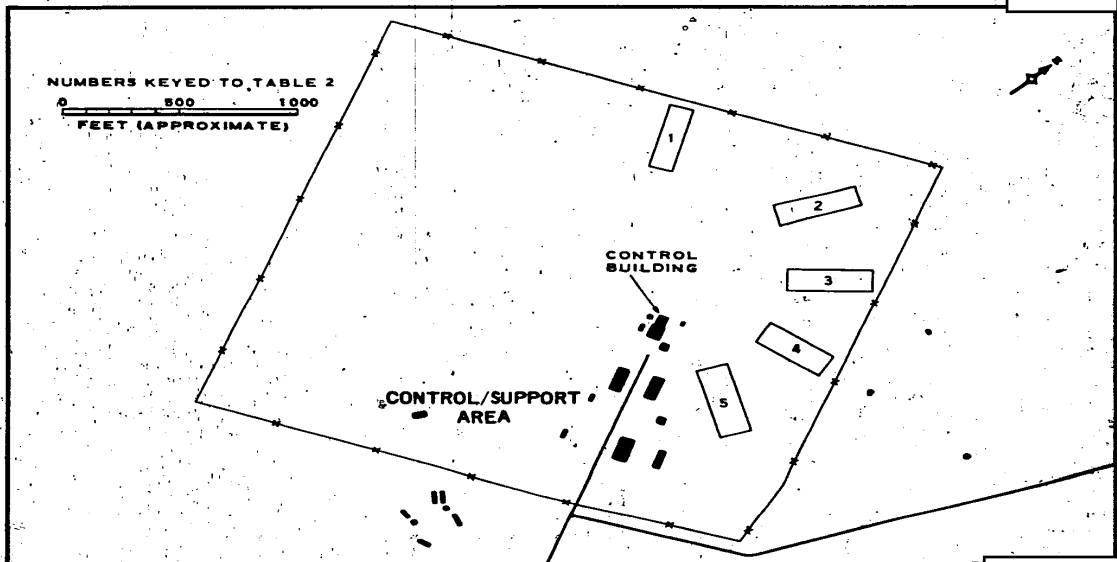 NUMBERS KEYED TO TABLE 2
0 500 1000
FEET (APPROXIMATE)
1
2
3
CONTROL
BUILDING
4
5
CONTROL/SUPPORT
AREA